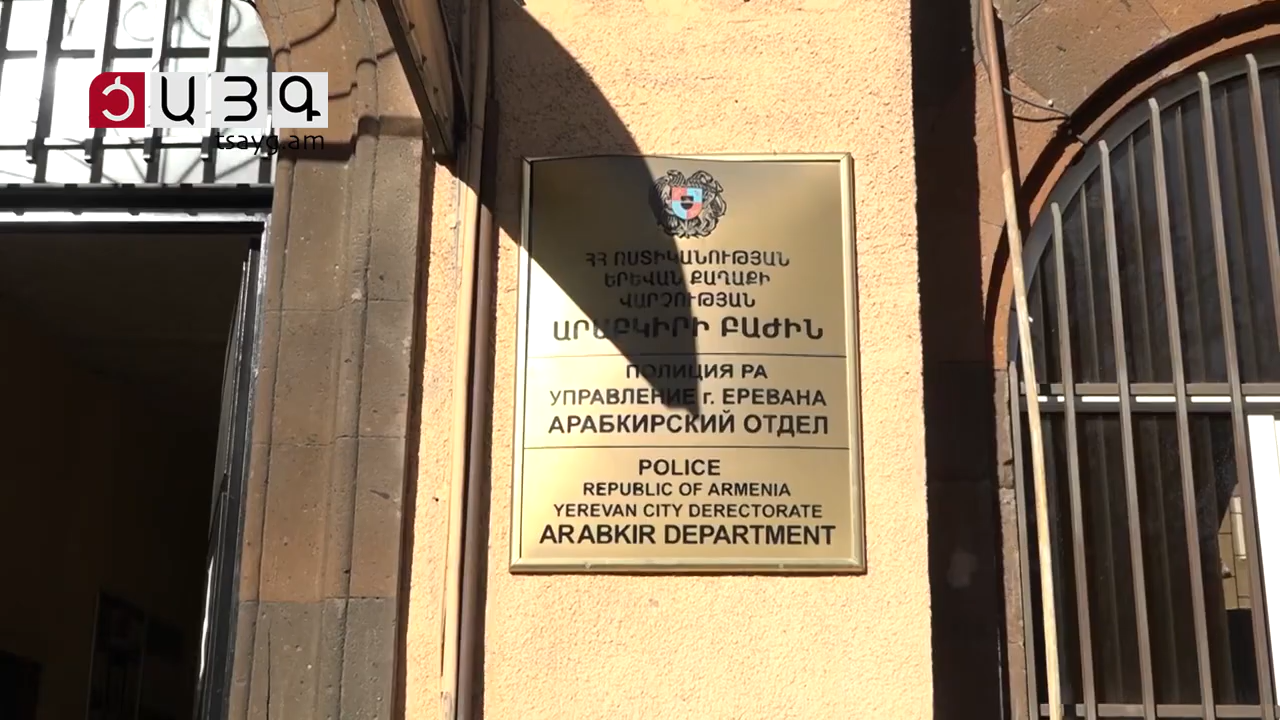 ՃԱՅԳ
tsayg.am
ՀՀ ՈՍՏԻԿԱՆՈՒԹՅԱՆ
ԵՐԵՎԱՆ ՔԱՂԱՔԻ
ՎԱՐՉՈՒԹՅԱՆ
ԱՐԱԲԿԻՐԻ ԲԱԺԻՆ
ПОЛИЦИЯ РА
УПРАВЛЕНИЕ г. ЕРЕВАНА
АРАБКИРСКИЙ ОТДЕЛ
POLICE
REPUBLIC OF ARMENIA
YEREVAN CITY DERECTORATE
ARABKIR DEPARTMENT